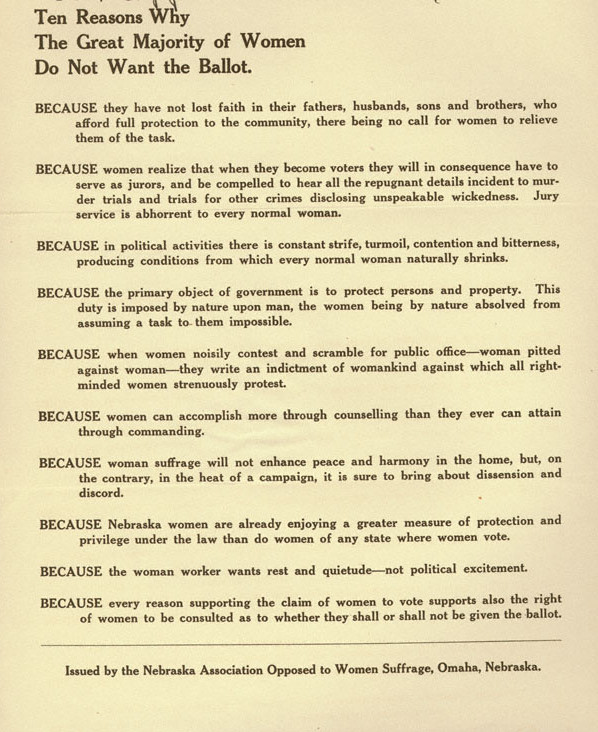 Ten Reasons Why
The Great Majority of Women
Do Not Want the Ballot.
BECAUSE they have not lost faith in their fathers, husbands, sons and brothers, who
afford full protection to the community, there being no call for women to relieve
them of the task.
BECAUSE women realize that when they become voters they will in consequence have to
serve as jurors, and be compelled to hear all the repugnant details incident to mur-
der trials and trials for other crimes disclosing unspeakable wickedness. Jury
service is abhorrent to every normal woman.
BECAUSE in political activities there is constant strife, turmoil, contention and bitterness,
producing conditions from which every normal woman naturally shrinks.
BECAUSE the primary object of government is to protect persons and property. This
duty is imposed by nature upon man, the women being by nature absolved from
assuming a task to them impossible.
BECAUSE when women noisily contest and scramble for public office—woman pitted
against woman—they write an indictment of womankind against which all right-
minded women strenuously protest.
BECAUSE women can accomplish more through counselling than they ever can attain
through commanding.
BECAUSE woman suffrage will not enhance peace and harmony in the home, but, on
the contrary, in the heat of a campaign, it is sure to bring about dissension and
discord.
BECAUSE Nebraska women are already enjoying a greater measure of protection and
privilege under the law than do women of any state where women vote.
BECAUSE the woman worker wants rest and quietude—not political excitement.
BECAUSE every reason supporting the claim of women to vote supports also the right
of women to be consulted as to whether they shall or shall not be given the ballot.
Issued by the Nebraska Association Opposed to Women Suffrage, Omaha, Nebraska.